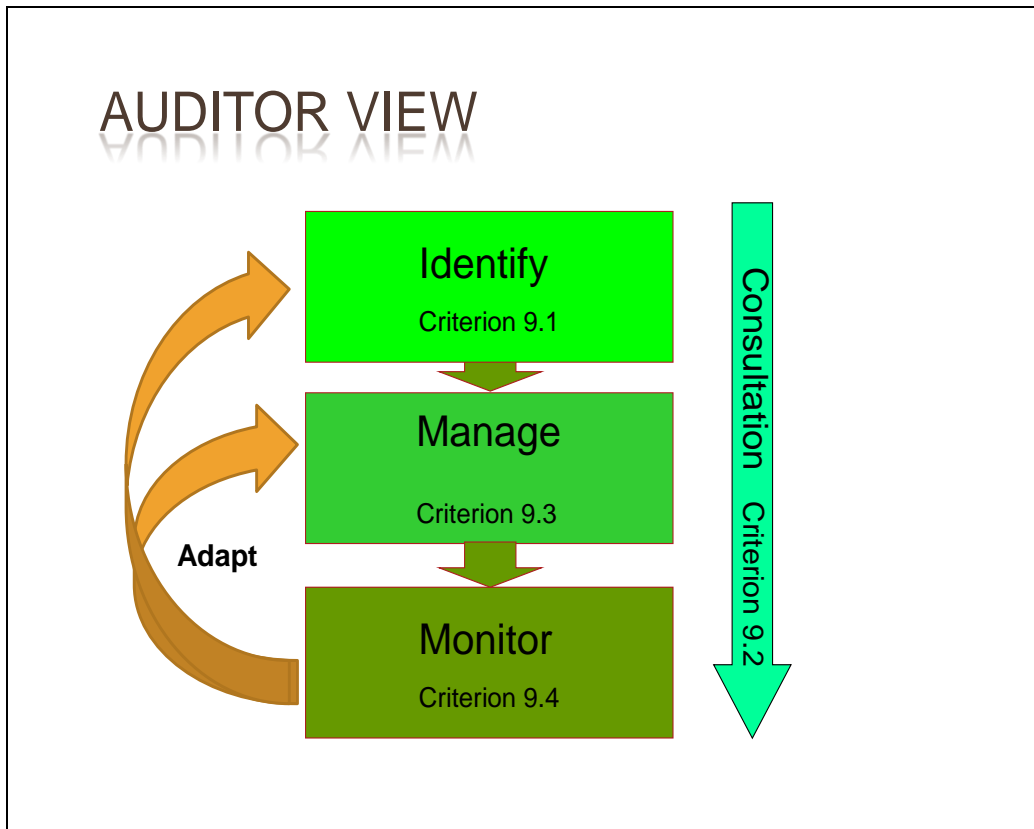 AUDITOR VIEW
Identify
Criterion 9.1
Manage
Criterion 9.3
Adapt
Monitor
Criterion 9.4
Consultation Criterion 9.2